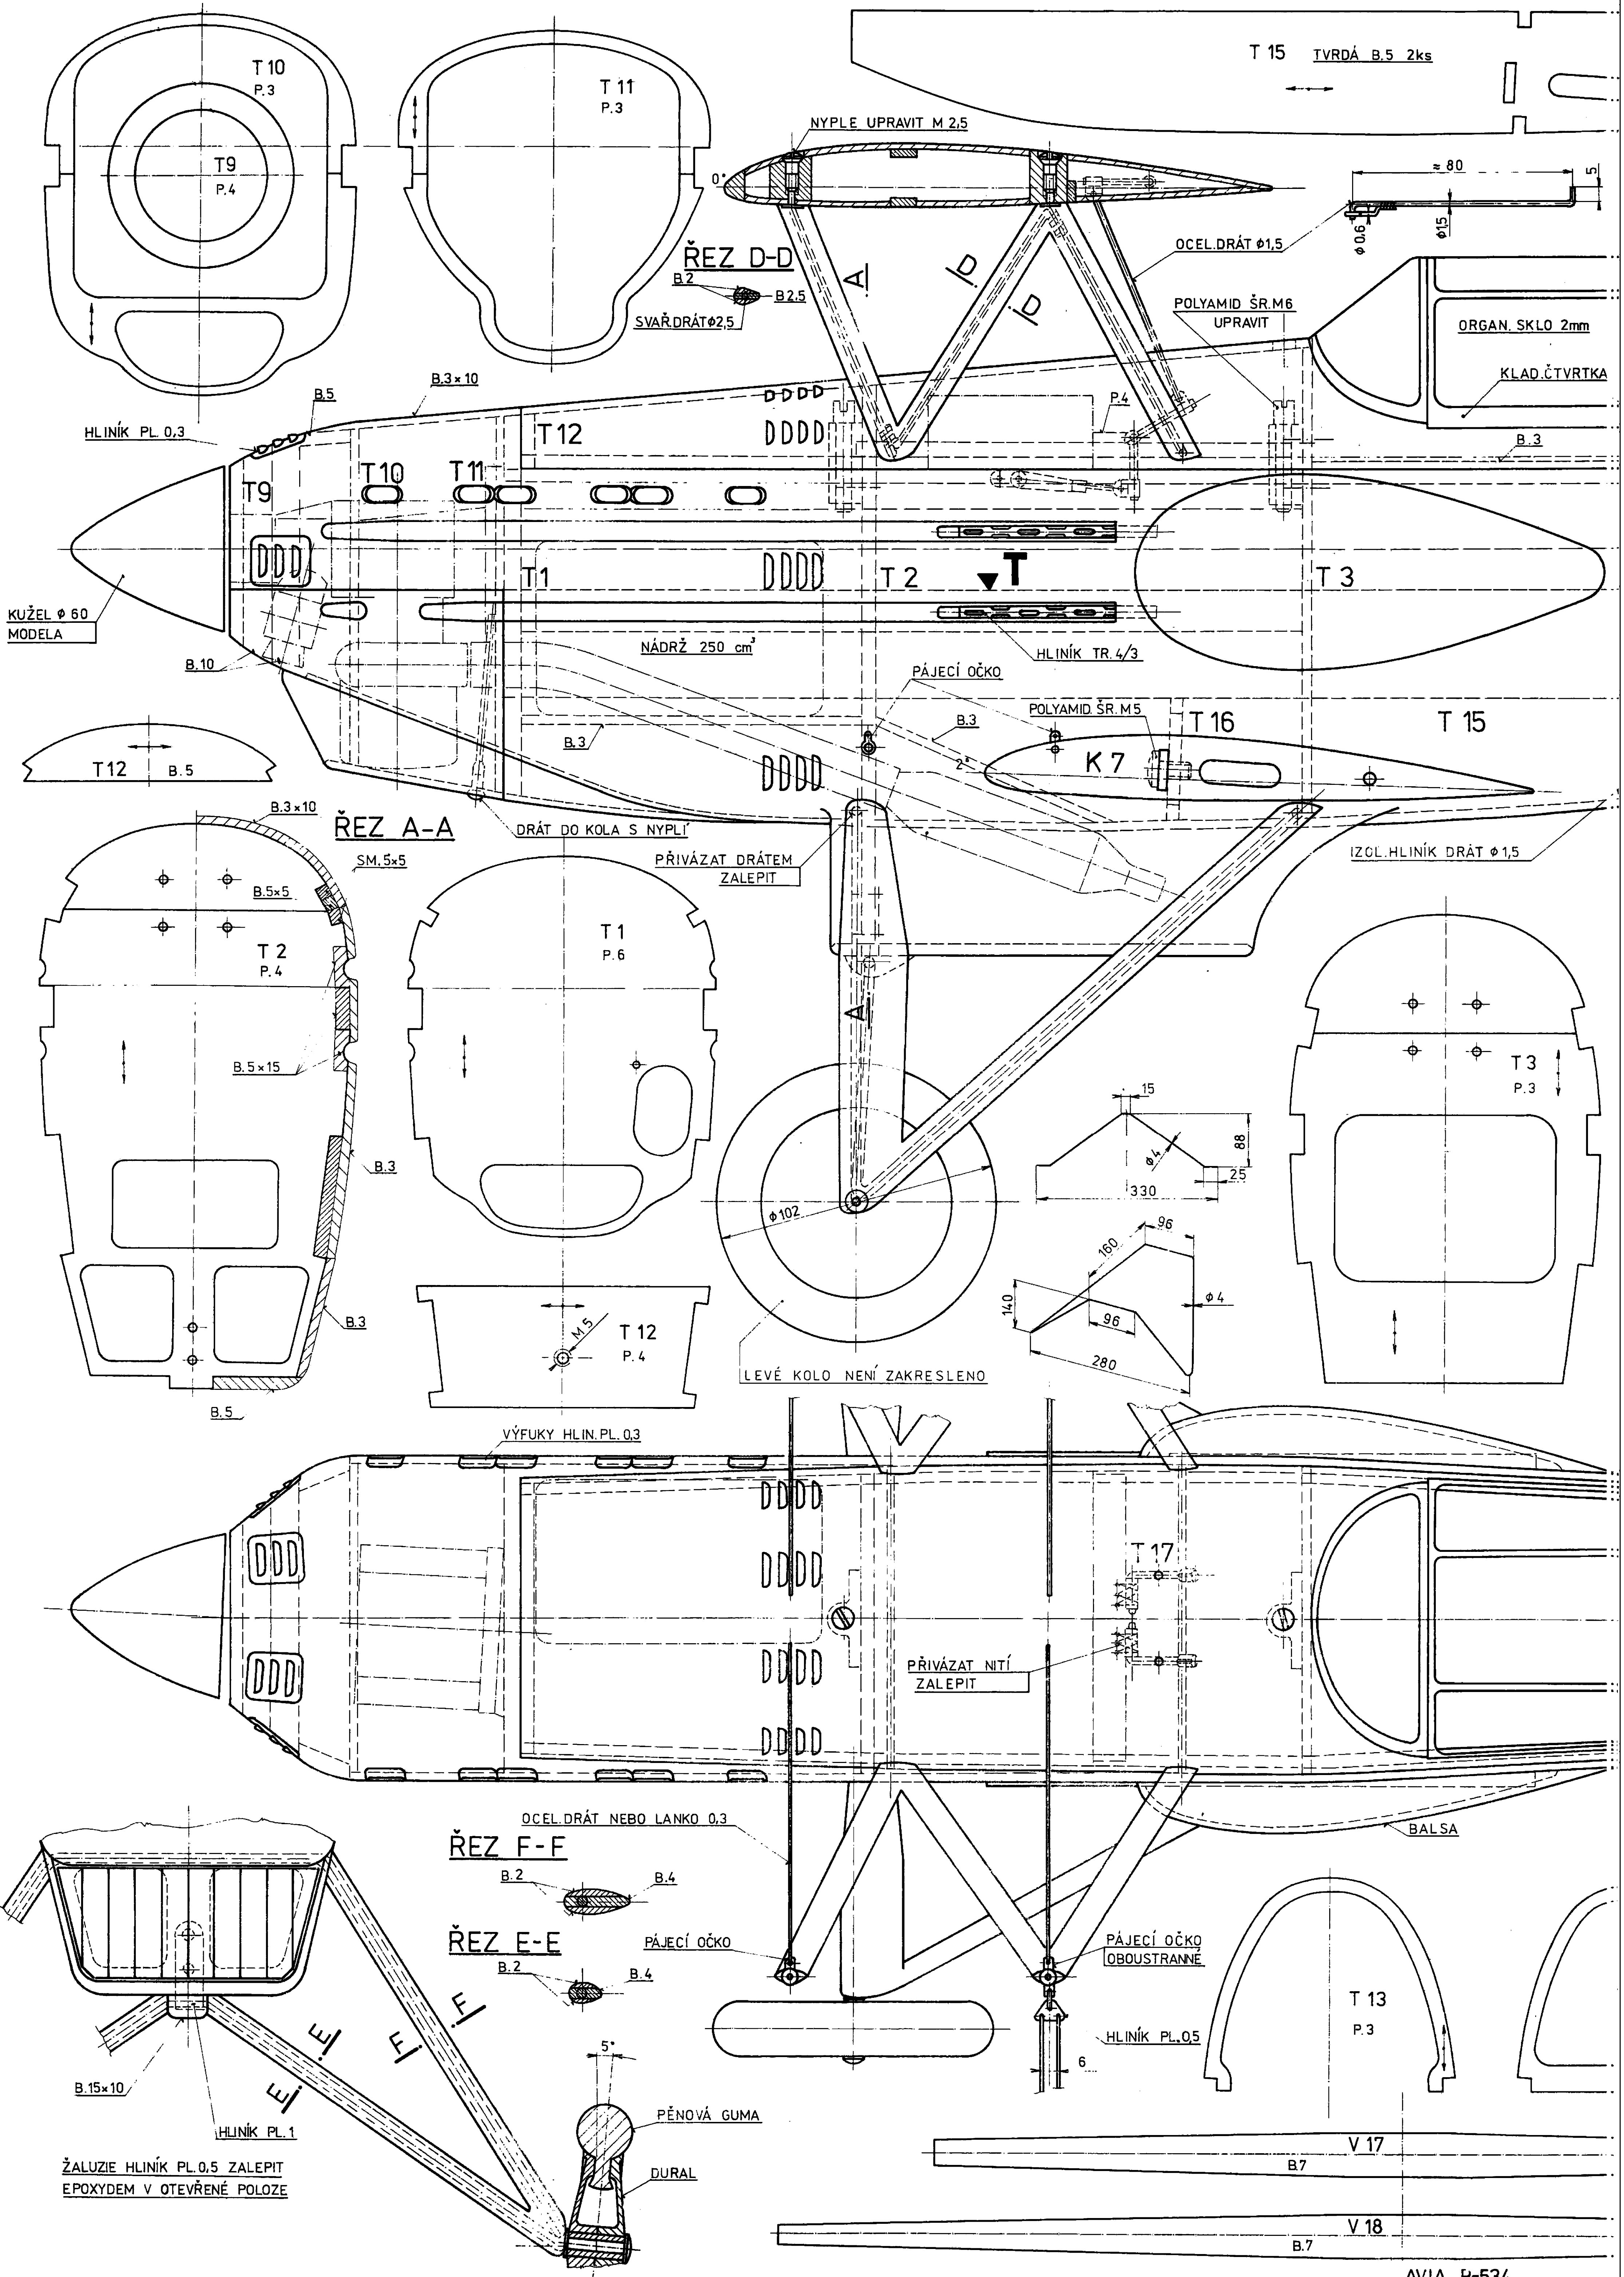 T 10
P.3
T9
P.4
T 11
P.3
T 15 TVRDÁ B.5 2ks
NYPLE UPRAVIT M 2,5
0°
≈ 80
5
φ 0,6
φ1,5
OCEL.DRÁT φ1,5
ŘEZ D-D
B.2
B 2,5
SVAŘ.DRÁT φ2,5
A
D
D
POLYAMID ŠR.M6
UPRAVIT
ORGAN. SKLO 2mm
KLAD.ČTVRTKA
B.3×10
B.5
HLINÍK PL. 0,3
P.4
B.3
T12
T10
T11
T9
T1
T 2
T
T 3
KUŽEL φ 60
MODELA
B.10
NÁDRŽ 250 cm³
HLINÍK TR. 4/3
PÁJECÍ OČKO
POLYAMID. ŠR. M5
T 16
T 15
B.3
B.3
2°
K 7
T12 B.5
B.3×10
ŘEZ A-A
DRÁT DO KOLA S NYPLÍ
SM. 5×5
PŘIVÁZAT DRÁTEM
ZALEPIT
IZOL.HLINÍK DRÁT φ 1,5
B.5×5
T 2
P. 4
T 1
P. 6
A
B.5×15
T 3
P. 3
15
88
φ 4
25
330
B.3
φ102
96
160
140
φ 4
96
280
B.3
M 5
T 12
P. 4
LEVÉ KOLO NENÍ ZAKRESLENO
B.5
VÝFUKY HLIN. PL. 0,3
T 17
PŘIVÁZAT NITÍ
ZALEPIT
OCEL.DRÁT NEBO LANKO 0,3
BALSA
ŘEZ F-F
B.2
B.4
ŘEZ E-E
B.2
B.4
PÁJECÍ OČKO
PÁJECÍ OČKO
OBOUSTRANNÉ
T 13
P.3
F
F
E
E
HLINÍK PL.0,5
6
B.15×10
HLINÍK PL. 1
5°
PĚNOVÁ GUMA
DURAL
ŽALUZIE HLINÍK PL. 0,5 ZALEPIT
EPOXYDEM V OTEVŘENÉ POLOZE
V 17
B.7
V 18
B.7
AVIA B-534